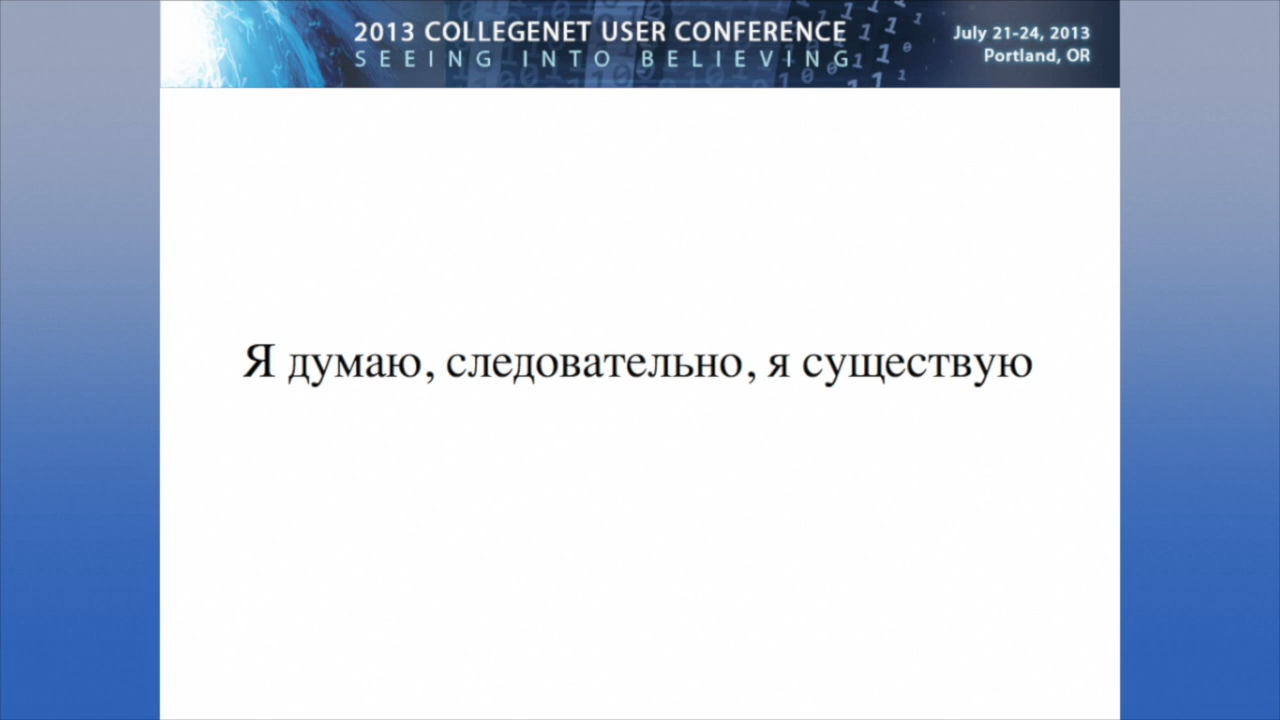 2013 COLLEGENET USER CONFERENCE
SEEING INTO BELIEVING
July 21-24, 2013
Portland, OR
Я думаю, следовательно, я существую